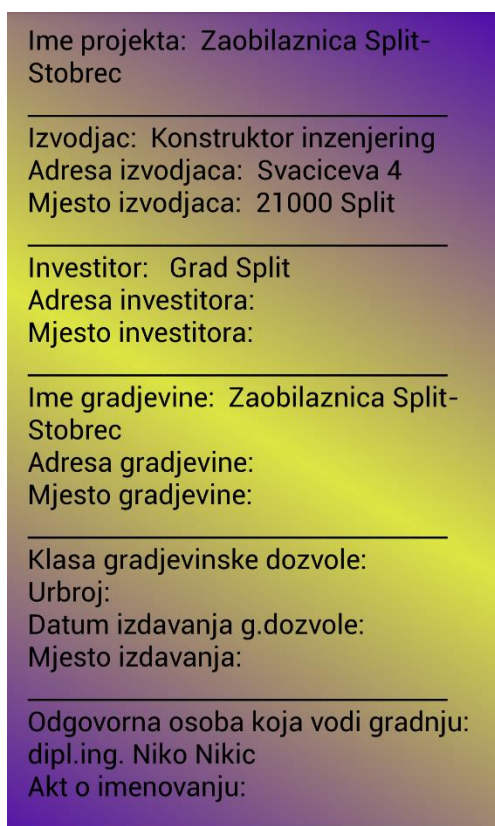 Ime projekta:  Zaobilaznica Split-
Stobrec
Izvodjac:  Konstruktor inzenjering
Adresa izvodjaca:  Svaciceva 4
Mjesto izvodjaca:  21000 Split
Investitor:   Grad Split
Adresa investitora:
Mjesto investitora:
Ime gradjevine:  Zaobilaznica Split-
Stobrec
Adresa gradjevine:
Mjesto gradjevine:
Klasa gradjevinske dozvole:
Urbroj:
Datum izdavanja g.dozvole:
Mjesto izdavanja:
Odgovorna osoba koja vodi gradnju:
dipl.ing. Niko Nikic
Akt o imenovanju: